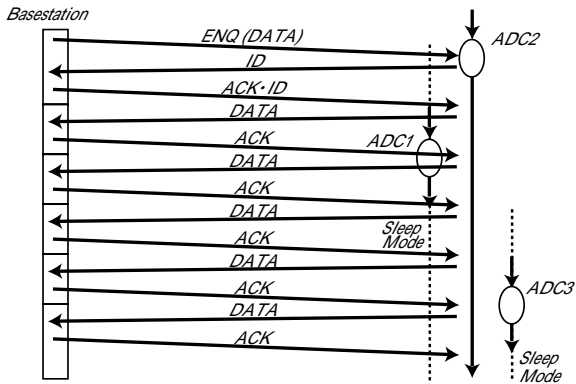 Basestation
ENQ (DATA)
ADC2
ID
ACK·ID
DATA
ACK
ADC1
DATA
ACK
DATA
Sleep
Mode
ACK
DATA
ACK
ADC3
DATA
ACK
Sleep
Mode